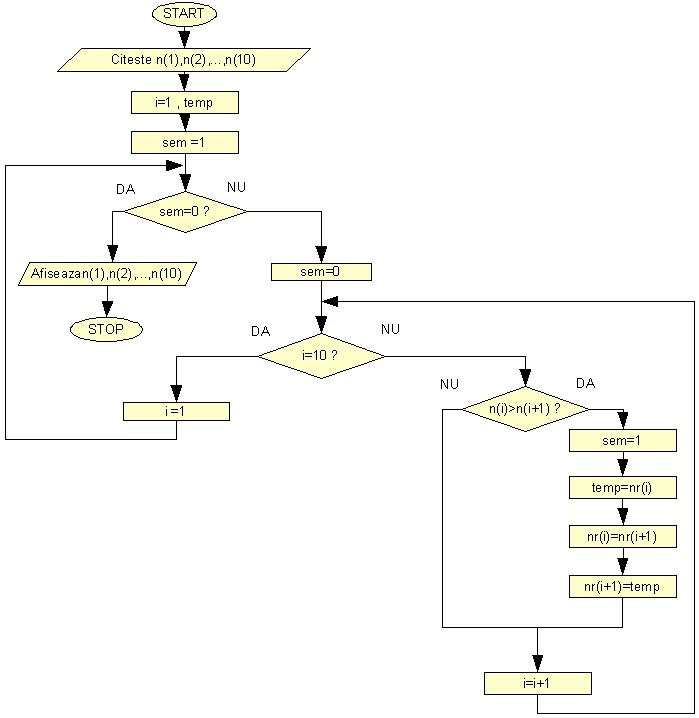 START
Citeste n(1),n(2),...,n(10)
i=1 , temp
sem =1
DA
NU
sem=0 ?
Afiseazan(1),n(2),...,n(10)
sem=0
STOP
DA
NU
i=10 ?
NU
DA
i =1
n(i)>n(i+1) ?
sem=1
temp=nr(i)
nr(i)=nr(i+1)
nr(i+1)=temp
i=i+1